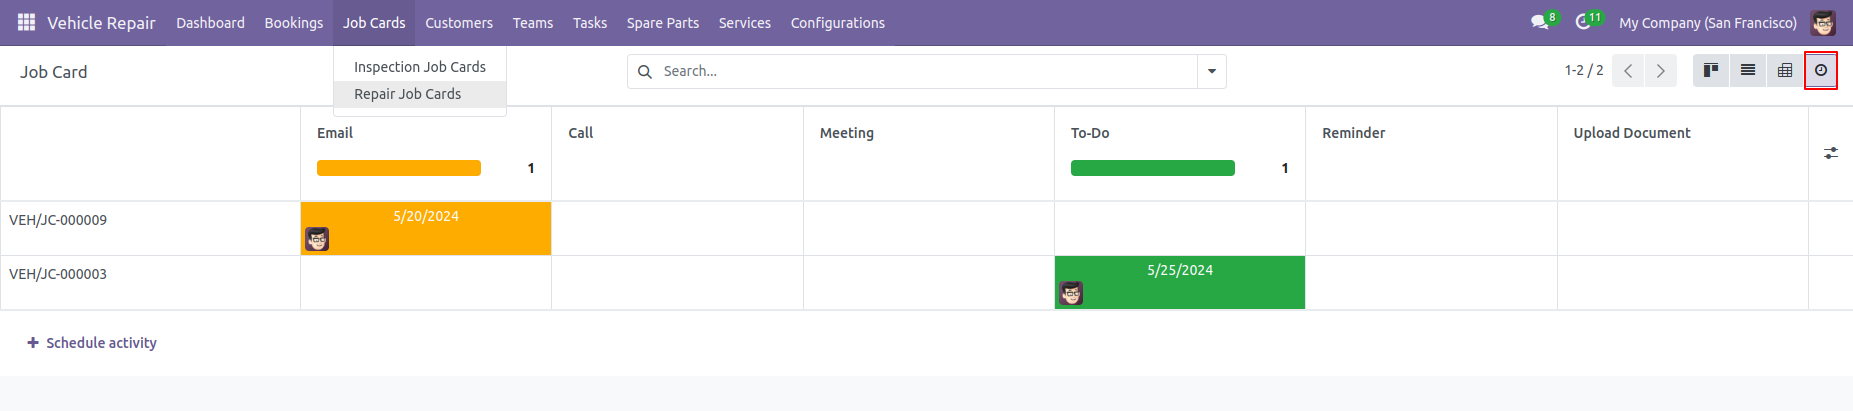 Vehicle Repair Dashboard Bookings Job Cards Customers Teams Tasks Spare Parts Services Configurations 8 11 My Company (San Francisco)
Job Card
Inspection Job Cards
Repair Job Cards
Search...
1-2 / 2
Email Call Meeting To-Do Reminder Upload Document
1 1
VEH/JC-000009 5/20/2024
VEH/JC-000003 5/25/2024
+ Schedule activity